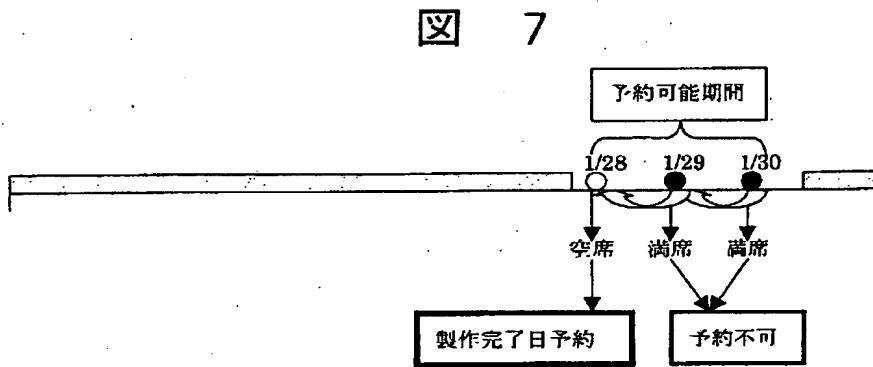 図 7
予約可能期間
1/28 1/29 1/30
空席 満席 満席
製作完了日予約 予約不可